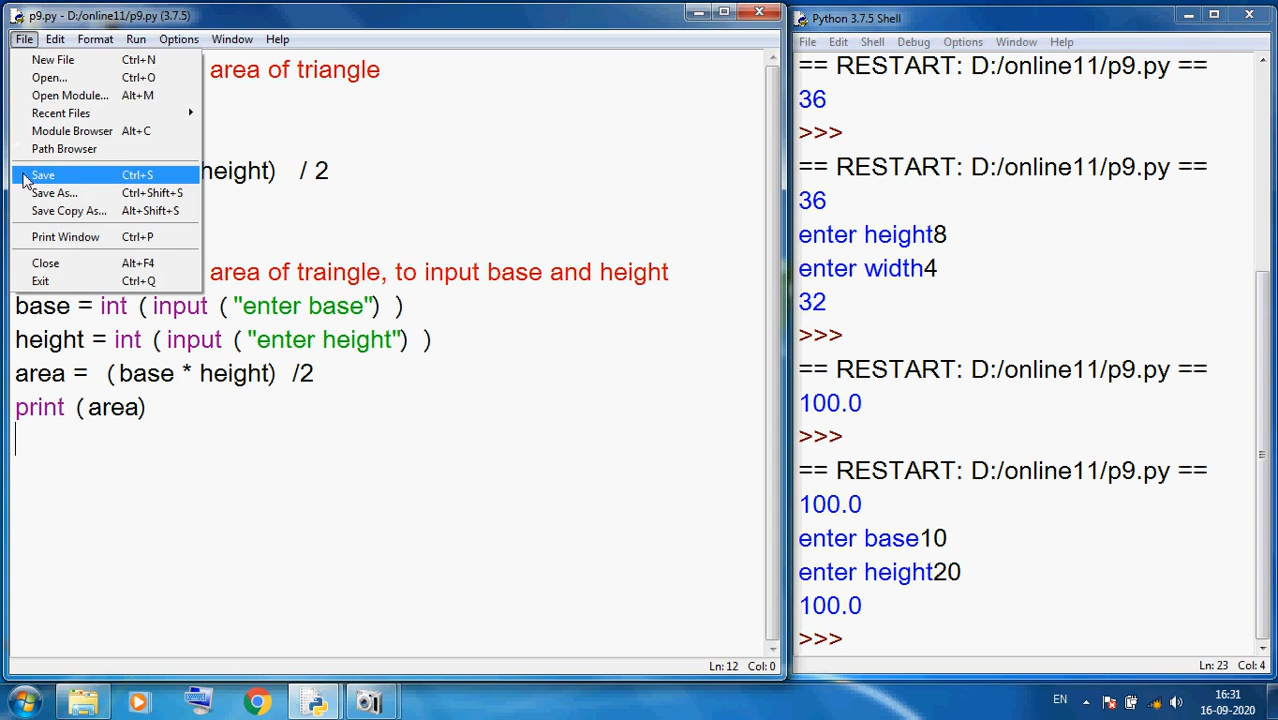 p9.py - D:/online11/p9.py (3.7.5)
File Edit Format Run Options Window Help
New File Ctrl+N
Open... Ctrl+O
Open Module... Alt+M
Recent Files
Module Browser Alt+C
Path Browser
Save Ctrl+S
Save As... Ctrl+Shift+S
Save Copy As... Alt+Shift+S
Print Window Ctrl+P
Close Alt+F4
Exit Ctrl+Q
area of triangle
height) / 2
area of traingle, to input base and height
base = int (input ("enter base") )
height = int (input ("enter height") )
area = (base * height) /2
print (area)
Ln: 12 Col: 0
Python 3.7.5 Shell
File Edit Shell Debug Options Window Help
== RESTART: D:/online11/p9.py ==
36
>>>
== RESTART: D:/online11/p9.py ==
36
enter height8
enter width4
32
>>>
== RESTART: D:/online11/p9.py ==
100.0
>>>
== RESTART: D:/online11/p9.py ==
100.0
enter base10
enter height20
100.0
>>>
Ln: 23 Col: 4
EN
16:31
16-09-2020